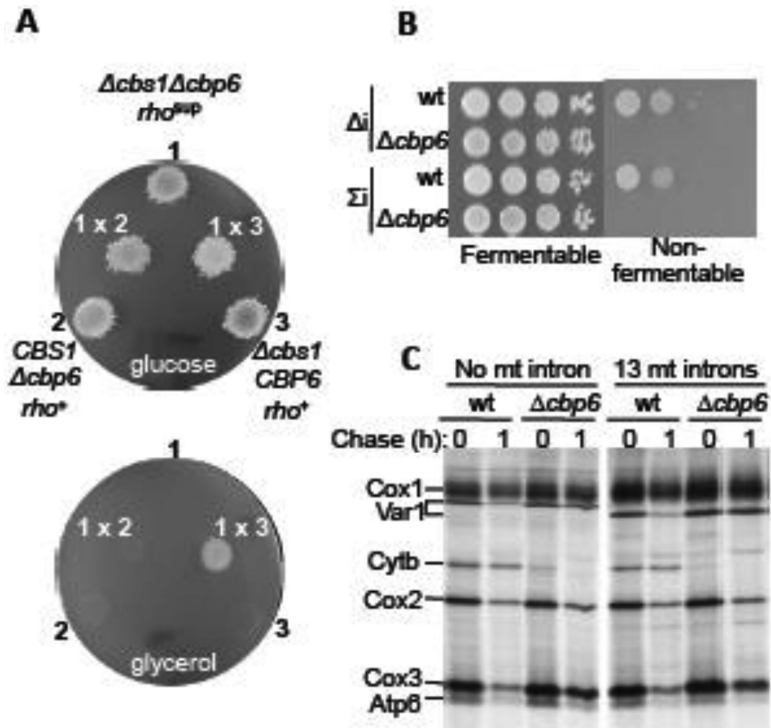 A
Δcbs1Δcbp6
rho^sup
1
1 x 2
1 x 3
2
3
CBS1
Δcbp6
rho⁺
glucose
Δcbs1
CBP6
rho⁺
1
1 x 2
1 x 3
2
3
glycerol
B
Δi
wt
Δcbp6
Σi
wt
Δcbp6
Fermentable
Non-
fermentable
C
No mt intron
13 mt introns
wt
Δcbp6
wt
Δcbp6
Chase (h):
0
1
0
1
0
1
0
1
Cox1
Var1
Cytb
Cox2
Cox3
Atp6